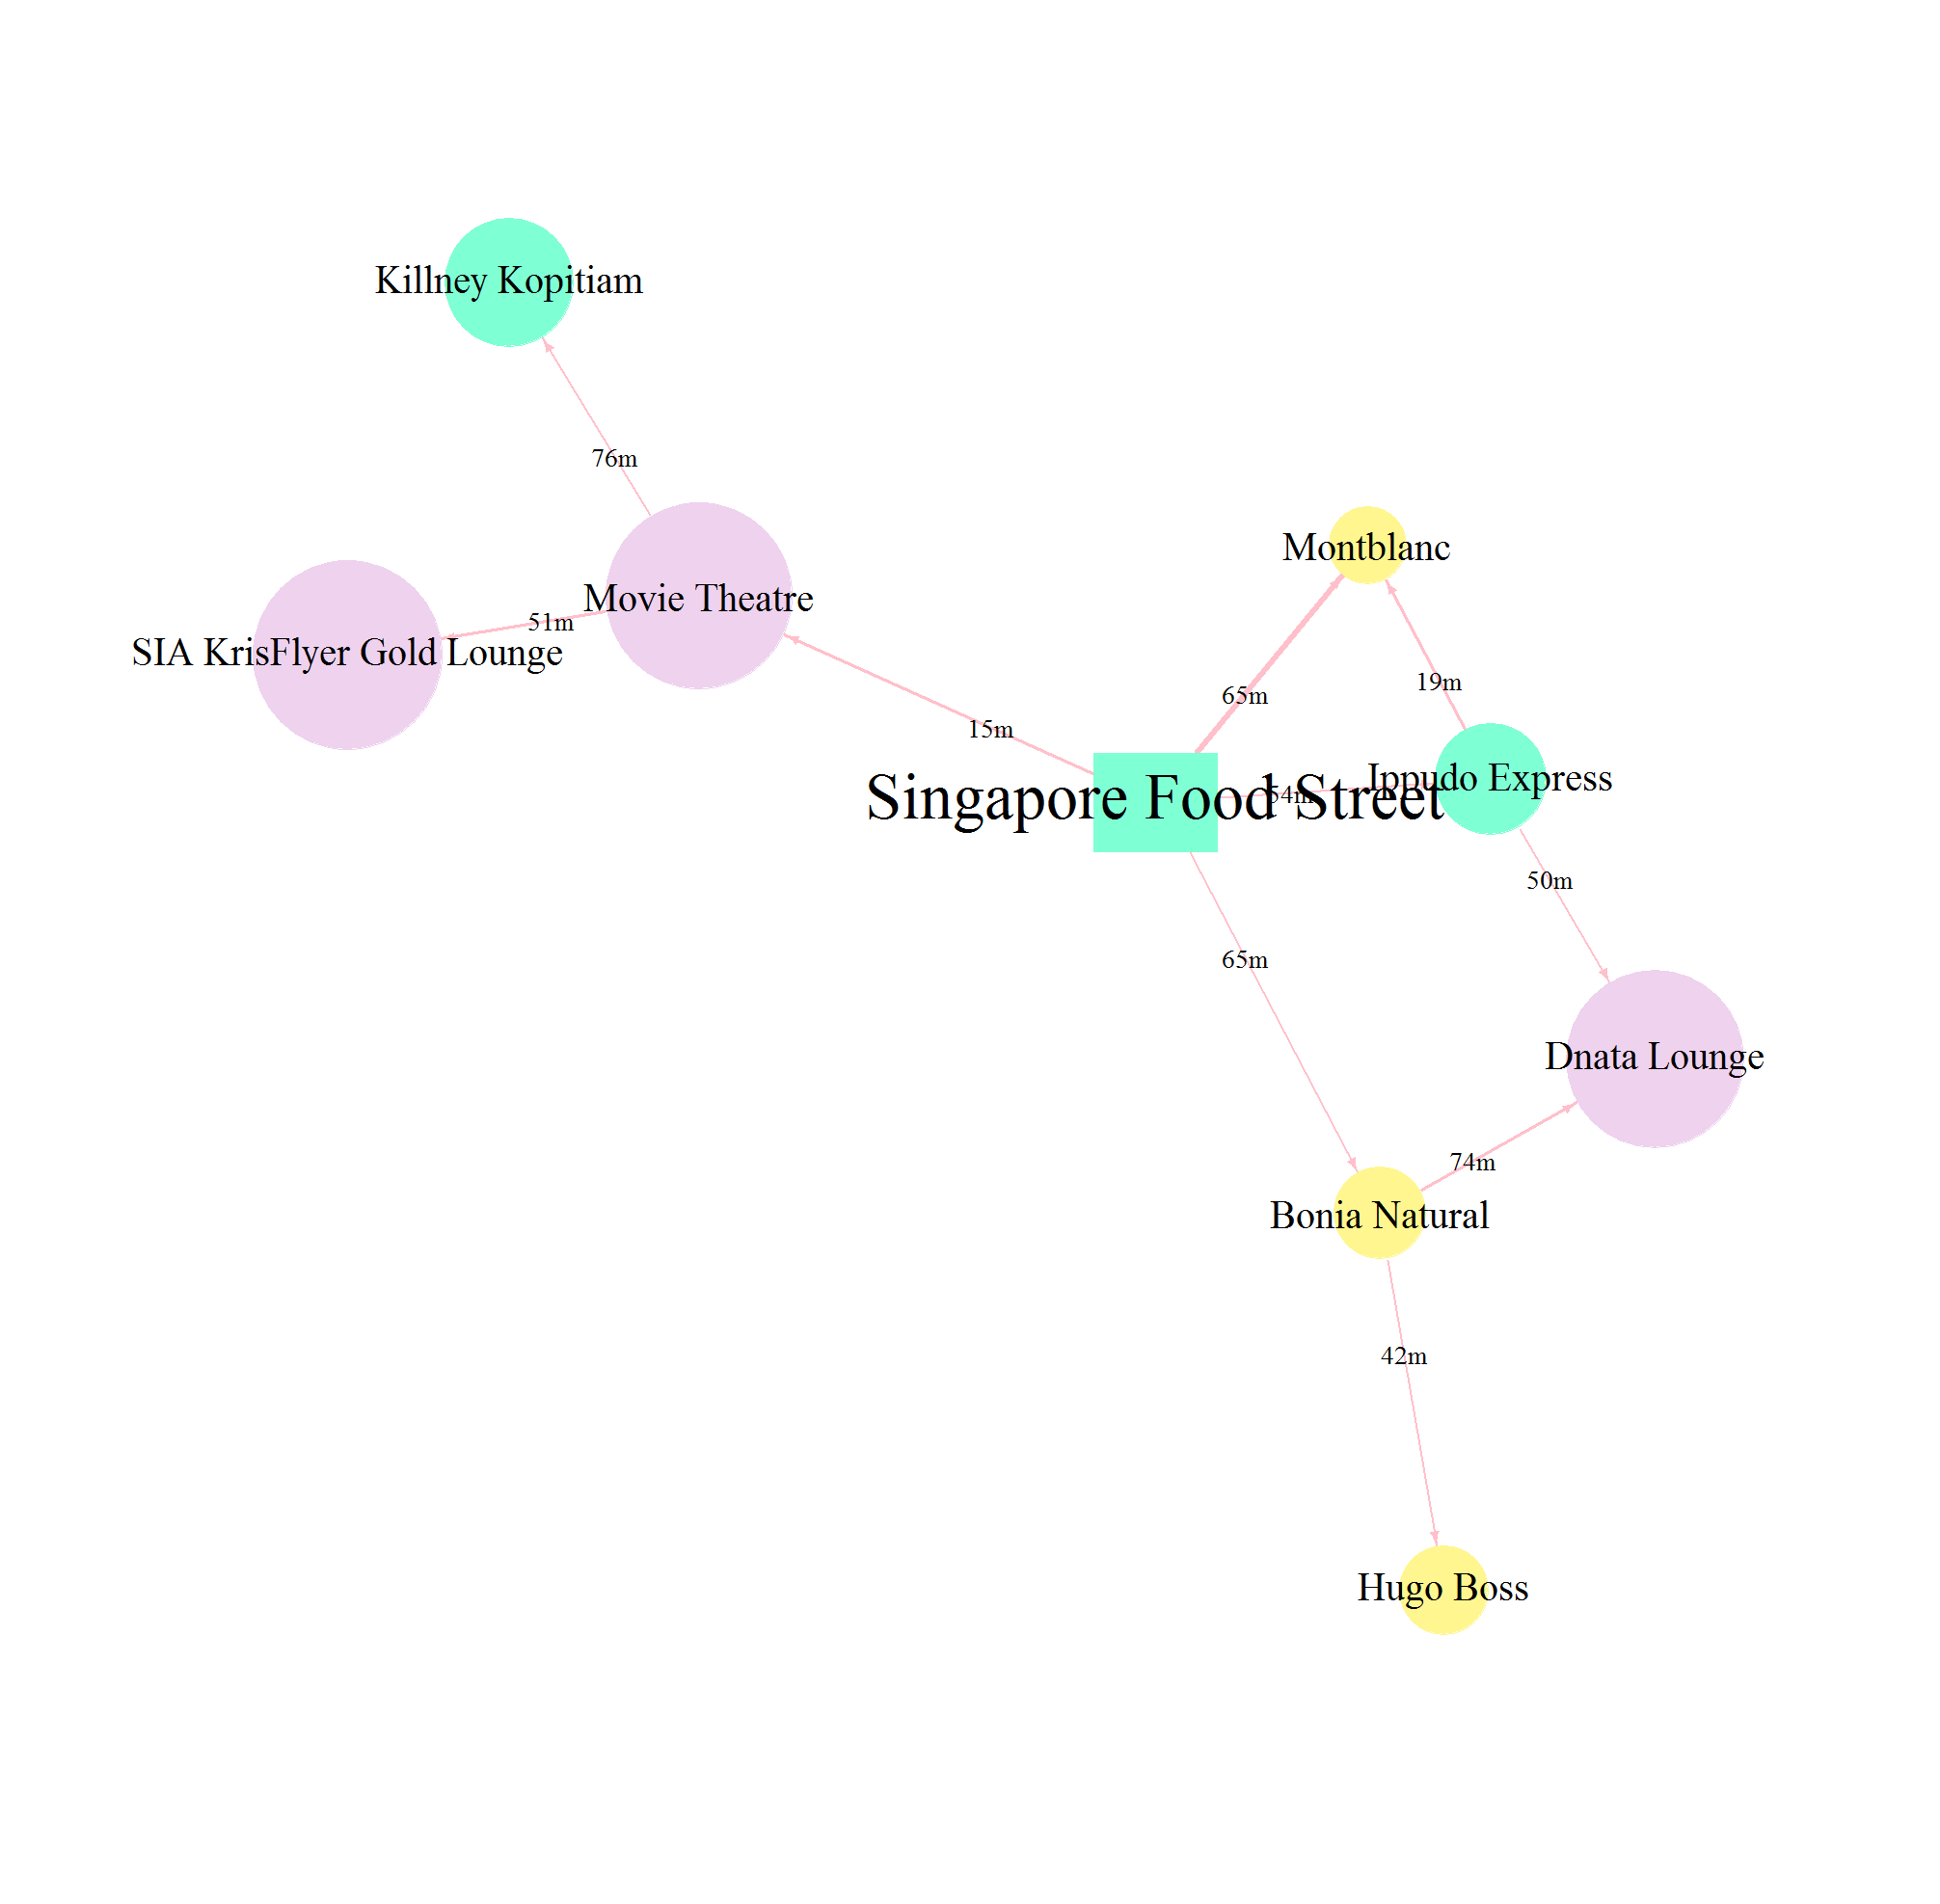 Killney Kopitiam
76m
Montblanc
Movie Theatre
51m
SIA KrisFlyer Gold Lounge
65m
19m
15m
Singapore Food Street
54m
Ippudo Express
50m
65m
Dnata Lounge
74m
Bonia Natural
42m
Hugo Boss